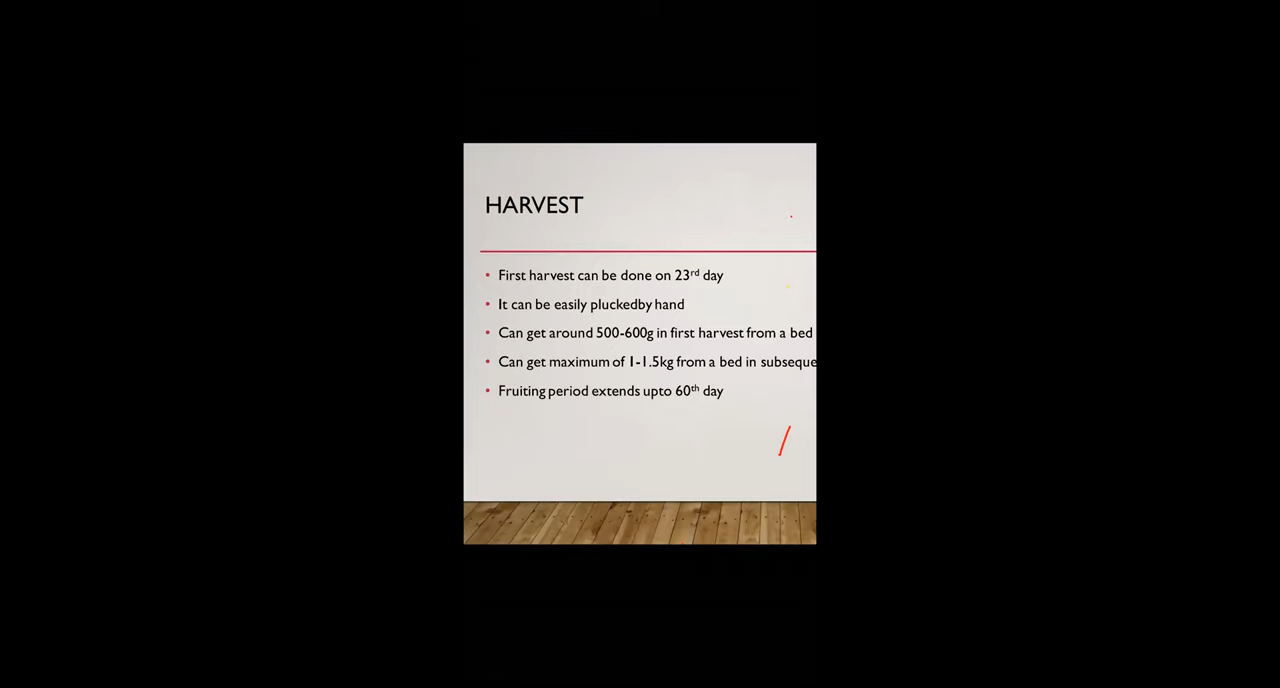 HARVEST
• First harvest can be done on 23rd day
• It can be easily pluckedby hand
• Can get around 500-600g in first harvest from a bed
• Can get maximum of 1-1.5kg from a bed in subseque
• Fruiting period extends upto 60th day